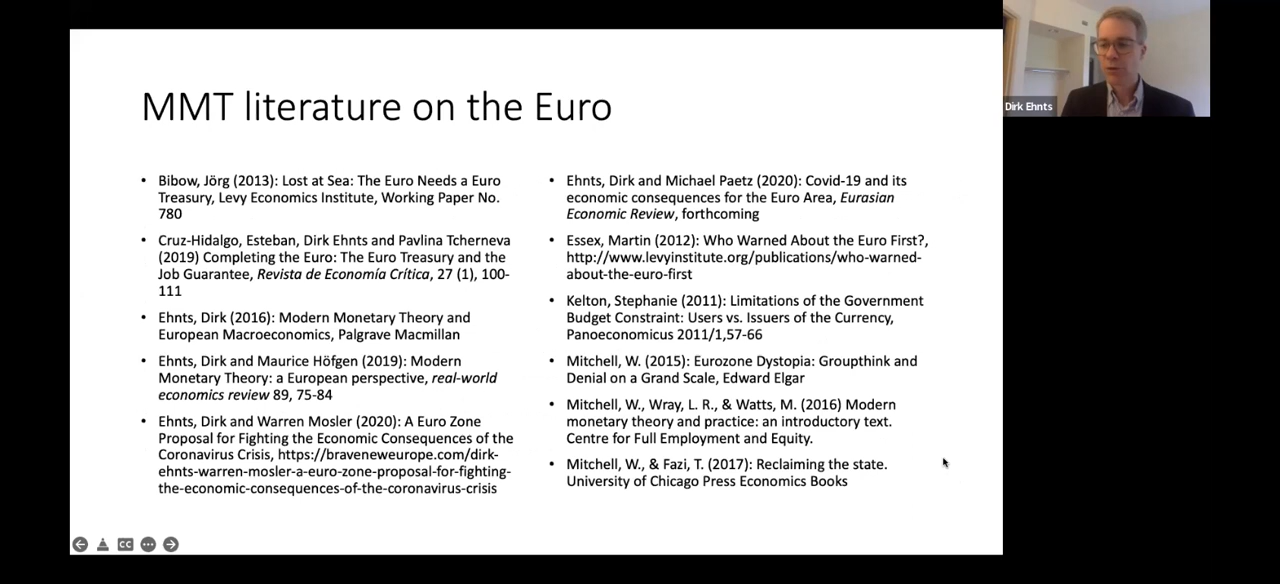 MMT literature on the Euro
• Bibow, Jörg (2013): Lost at Sea: The Euro Needs a Euro
Treasury, Levy Economics Institute, Working Paper No.
780
• Cruz-Hidalgo, Esteban, Dirk Ehnts and Pavlina Tcherneva
(2019) Completing the Euro: The Euro Treasury and the
Job Guarantee, Revista de Economía Crítica, 27 (1), 100-
111
• Ehnts, Dirk (2016): Modern Monetary Theory and
European Macroeconomics, Palgrave Macmillan
• Ehnts, Dirk and Maurice Höfgen (2019): Modern
Monetary Theory: a European perspective, real-world
economics review 89, 75-84
• Ehnts, Dirk and Warren Mosler (2020): A Euro Zone
Proposal for Fighting the Economic Consequences of the
Coronavirus Crisis, https://braveneweurope.com/dirk-
ehnts-warren-mosler-a-euro-zone-proposal-for-fighting-
the-economic-consequences-of-the-coronavirus-crisis
• Ehnts, Dirk and Michael Paetz (2020): Covid-19 and its
economic consequences for the Euro Area, Eurasian
Economic Review, forthcoming
• Essex, Martin (2012): Who Warned About the Euro First?,
http://www.levyinstitute.org/publications/who-warned-
about-the-euro-first
• Kelton, Stephanie (2011): Limitations of the Government
Budget Constraint: Users vs. Issuers of the Currency,
Panoeconomicus 2011/1,57-66
• Mitchell, W. (2015): Eurozone Dystopia: Groupthink and
Denial on a Grand Scale, Edward Elgar
• Mitchell, W., Wray, L. R., & Watts, M. (2016) Modern
monetary theory and practice: an introductory text.
Centre for Full Employment and Equity.
• Mitchell, W., & Fazi, T. (2017): Reclaiming the state.
University of Chicago Press Economics Books
CC
Dirk Ehnts